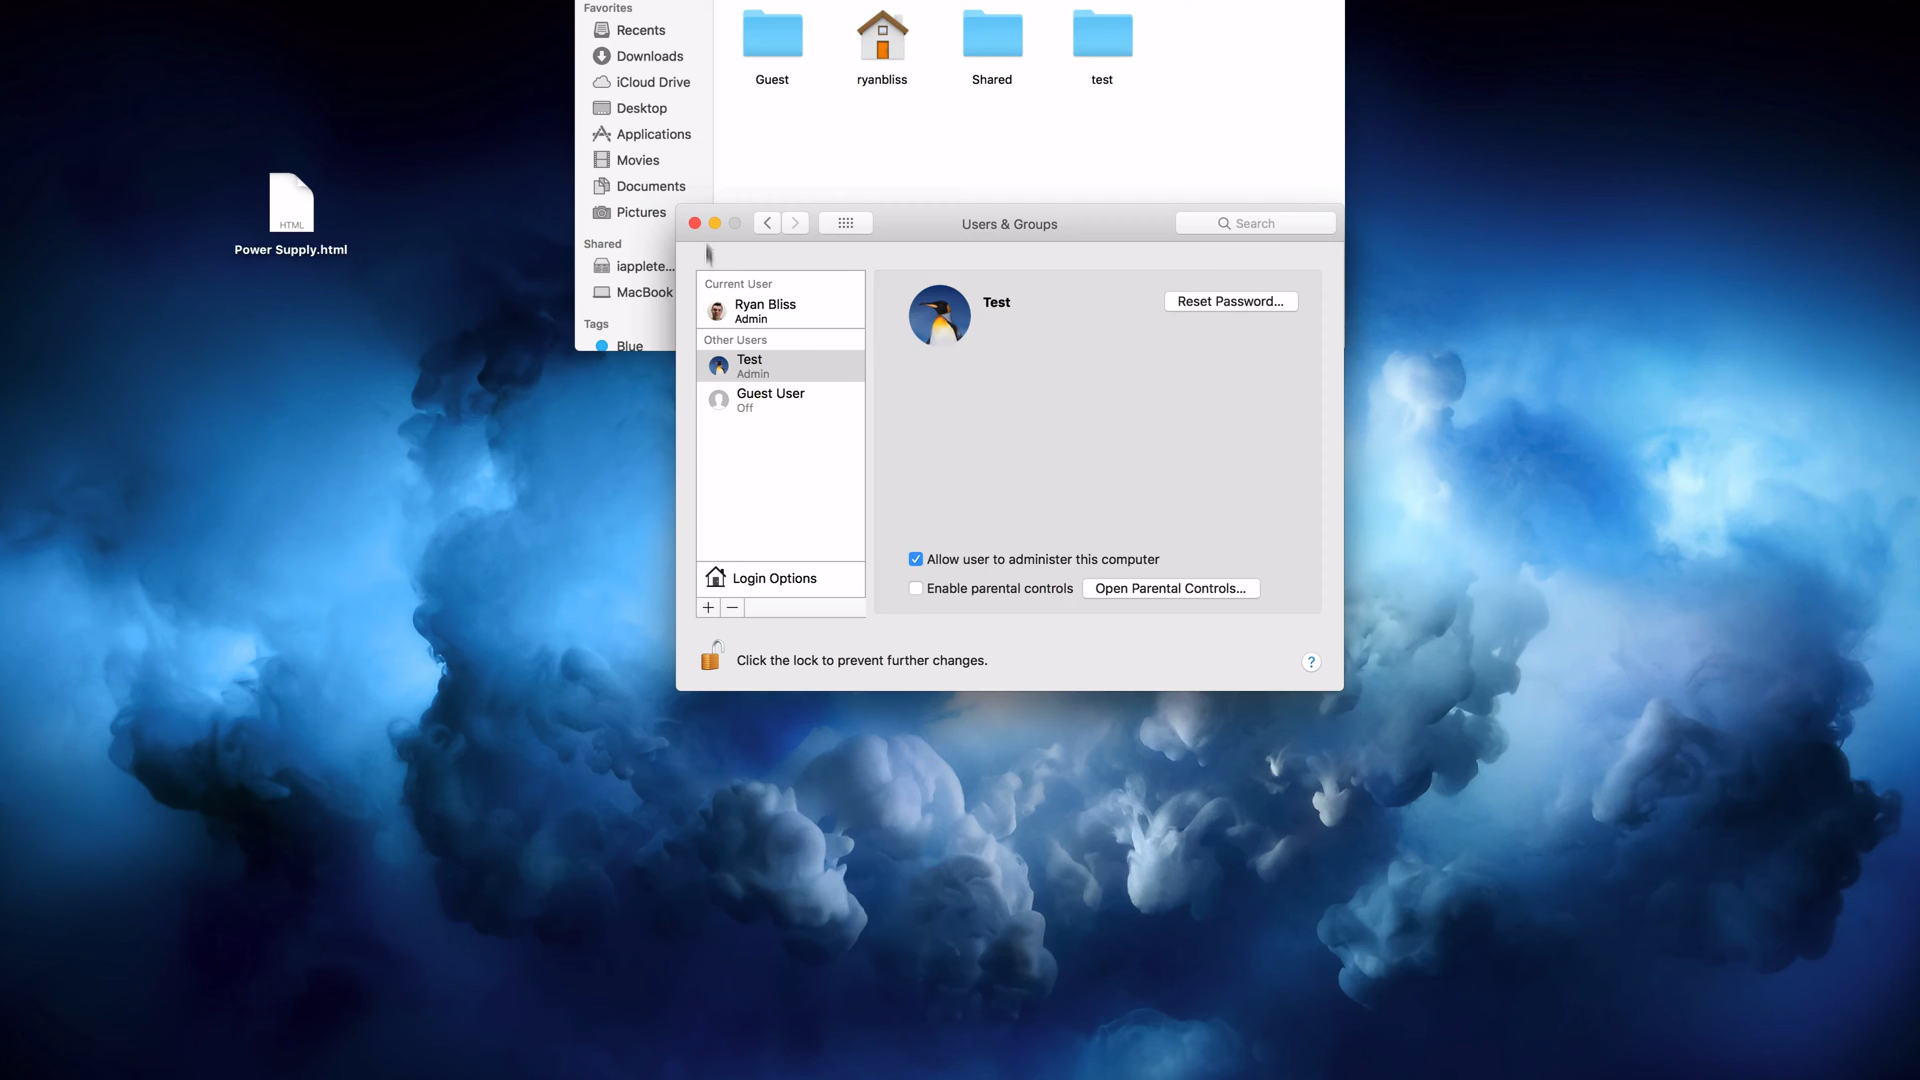 Favorites
Recents
Downloads
iCloud Drive
Desktop
Applications
Movies
Documents
Pictures
Shared
iapplete...
MacBook
Tags
Blue
Guest
ryanbliss
Shared
test
HTML
Power Supply.html
Users & Groups
Search
Current User
Ryan Bliss
Admin
Other Users
Test
Admin
Guest User
Off
Login Options
+ −
Test
Reset Password...
Allow user to administer this computer
Enable parental controls
Open Parental Controls...
Click the lock to prevent further changes.
?